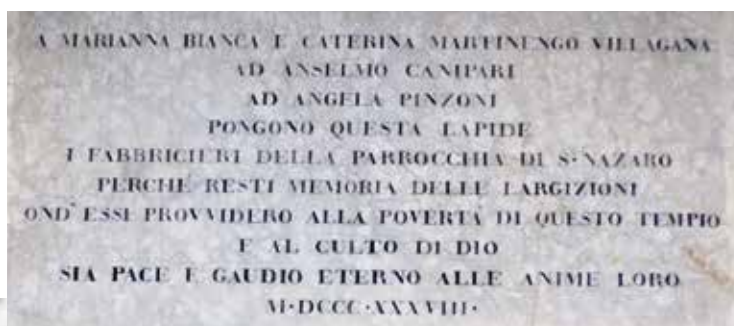 A MARIANNA BIANCA E CATERINA MARTINENGO VILLAGANA
AD ANSELMO CANIPARI
AD ANGELA PINZONI
PONGONO QUESTA LAPIDE
I FABBRICIERI DELLA PARROCCHIA DI S·NAZARO
PERCHÉ RESTI MEMORIA DELLE LARGIZIONI
OND'ESSI PROVVIDERO ALLA POVERTÀ DI QUESTO TEMPIO
E AL CULTO DI DIO
SIA PACE E GAUDIO ETERNO ALLE ANIME LORO
M·DCCC·XXXVIII·